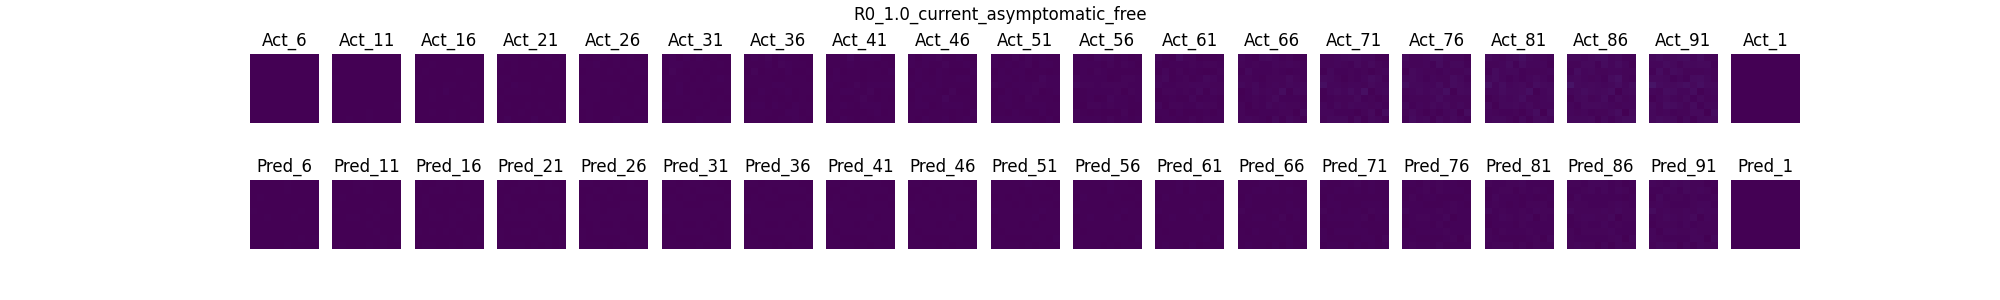 R0_1.0_current_asymptomatic_free
Act_6 Act_11 Act_16 Act_21 Act_26 Act_31 Act_36 Act_41 Act_46 Act_51 Act_56 Act_61 Act_66 Act_71 Act_76 Act_81 Act_86 Act_91 Act_1
Pred_6 Pred_11 Pred_16 Pred_21 Pred_26 Pred_31 Pred_36 Pred_41 Pred_46 Pred_51 Pred_56 Pred_61 Pred_66 Pred_71 Pred_76 Pred_81 Pred_86 Pred_91 Pred_1